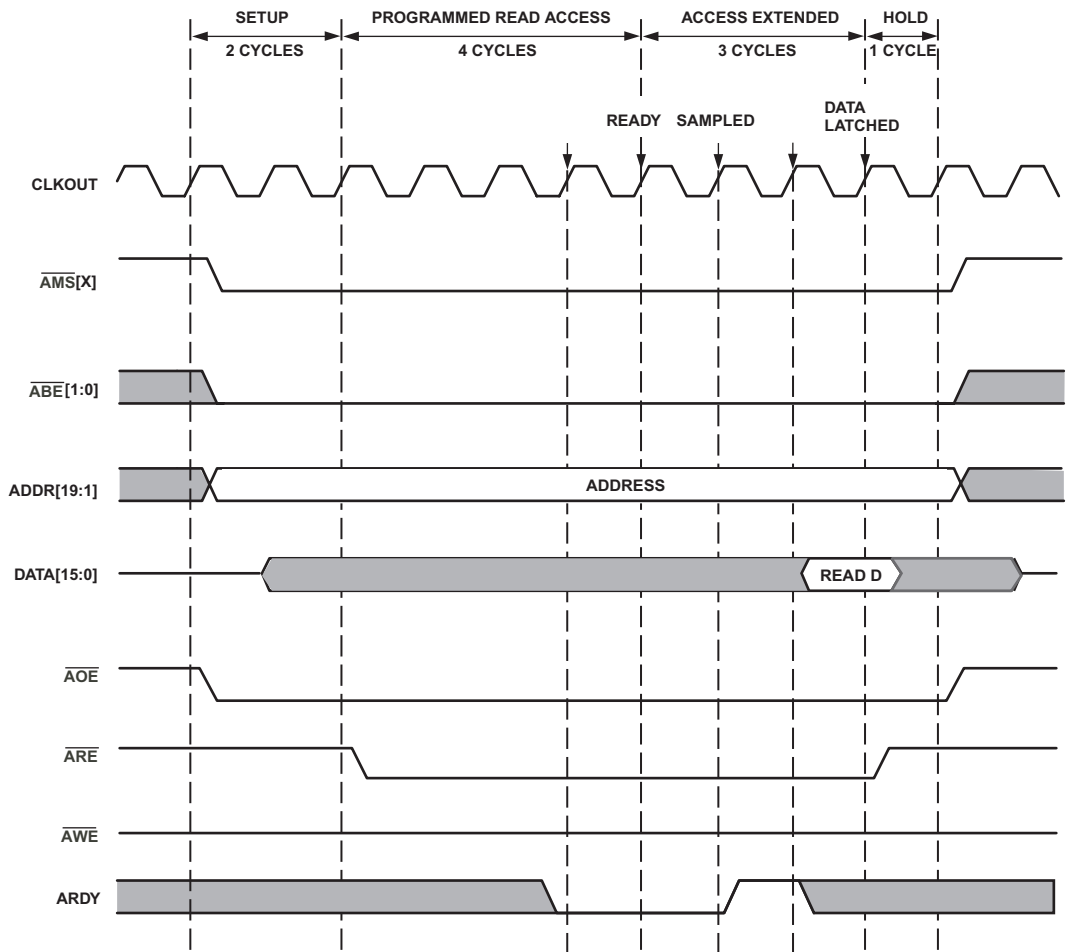 SETUP
PROGRAMMED READ ACCESS
ACCESS EXTENDED
HOLD
2 CYCLES
4 CYCLES
3 CYCLES
1 CYCLE
READY SAMPLED
DATA
LATCHED
CLKOUT
AMS[X]
ABE[1:0]
ADDR[19:1]
ADDRESS
DATA[15:0]
READ D
AOE
ARE
AWE
ARDY